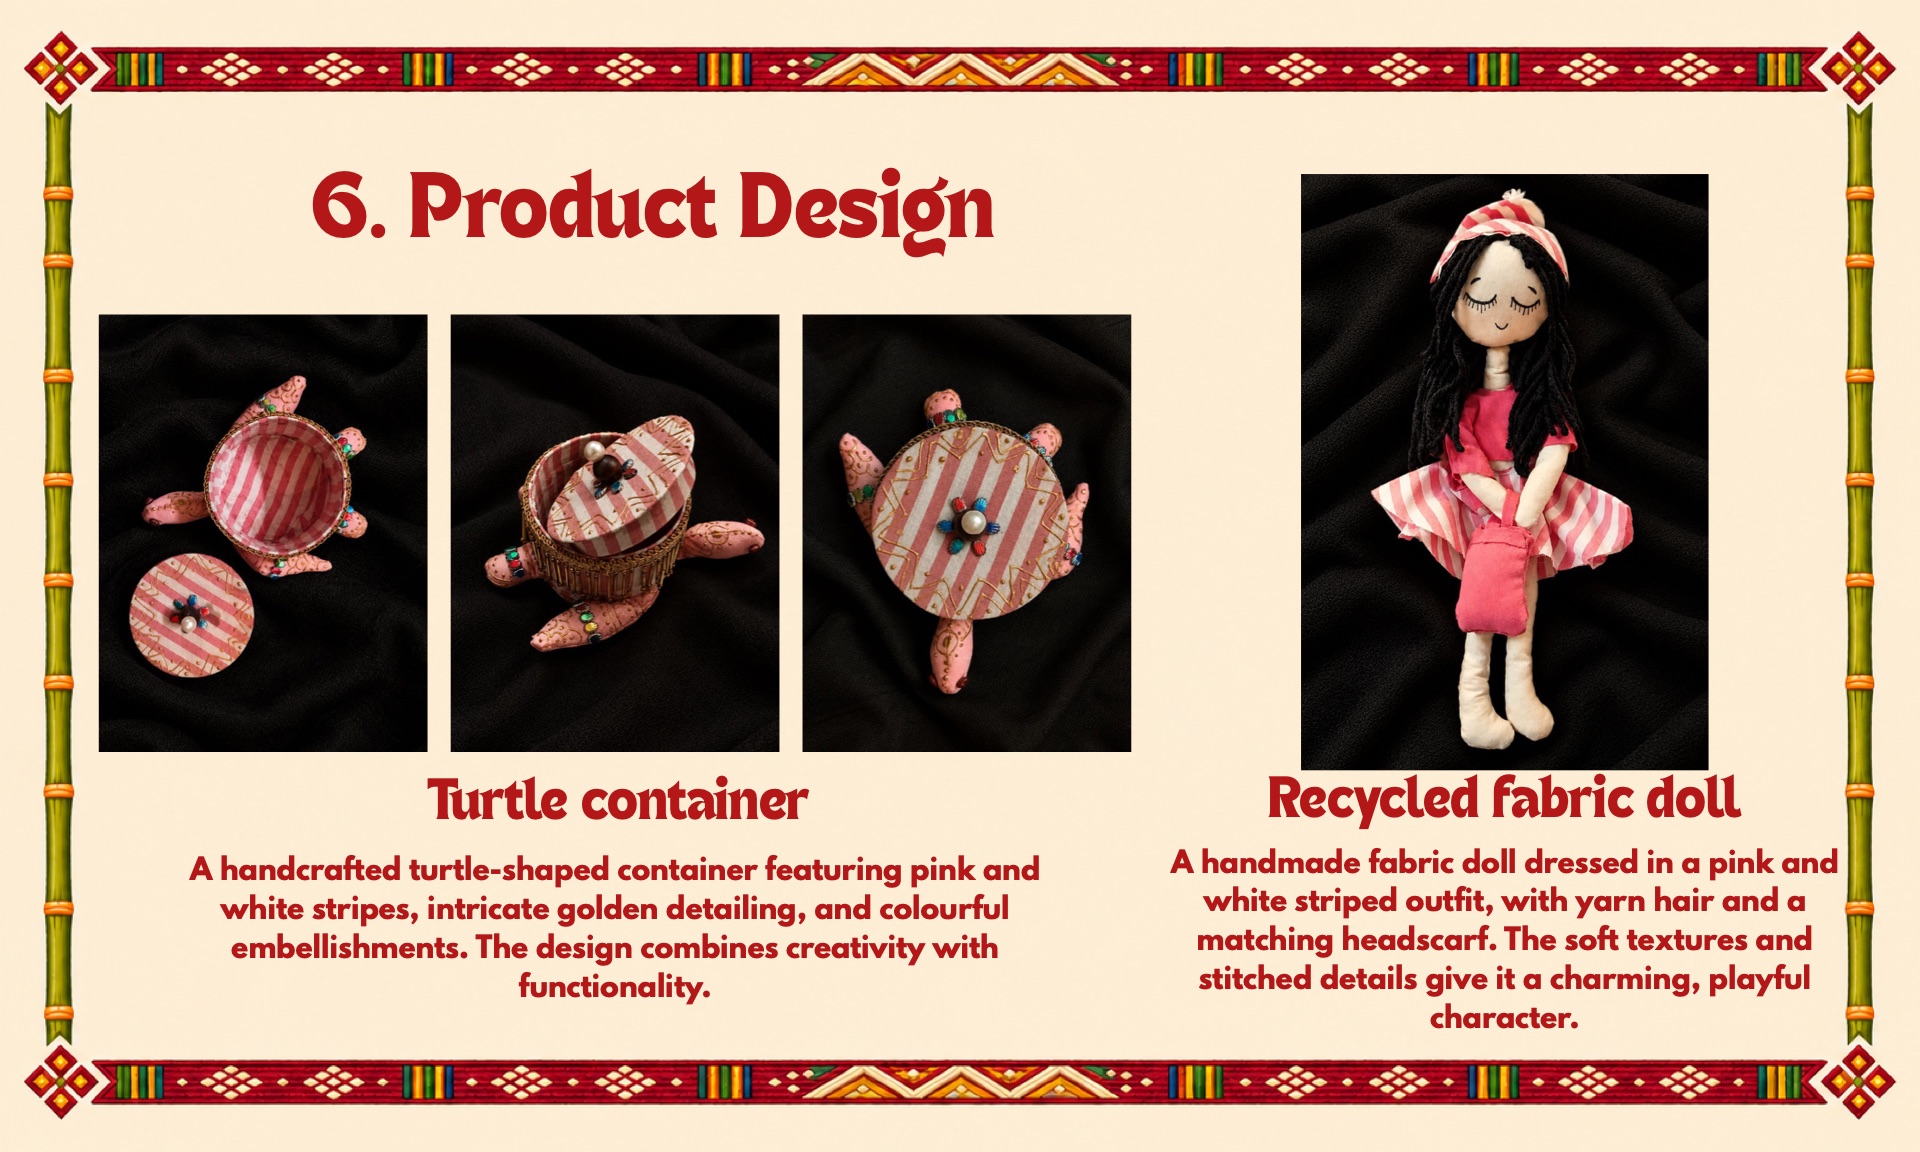 6. Product Design
Turtle container
A handcrafted turtle-shaped container featuring pink and
white stripes, intricate golden detailing, and colourful
embellishments. The design combines creativity with
functionality.
Recycled fabric doll
A handmade fabric doll dressed in a pink and
white striped outfit, with yarn hair and a
matching headscarf. The soft textures and
stitched details give it a charming, playful
character.